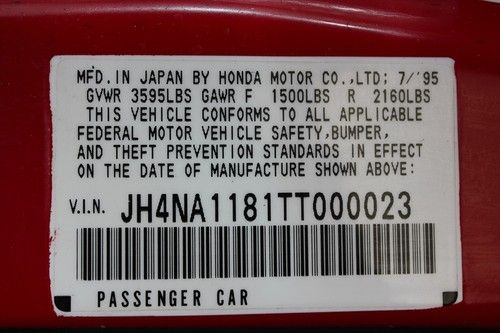 MFD. IN JAPAN BY HONDA MOTOR CO.,LTD; 7/'95
GVWR 3595LBS GAWR F 1500LBS R 2160LBS
THIS VEHICLE CONFORMS TO ALL APPLICABLE
FEDERAL MOTOR VEHICLE SAFETY, BUMPER,
AND THEFT PREVENTION STANDARDS IN EFFECT
ON THE DATE OF MANUFACTURE SHOWN ABOVE:
V.I.N. JH4NA1181TT000023
PASSENGER CAR